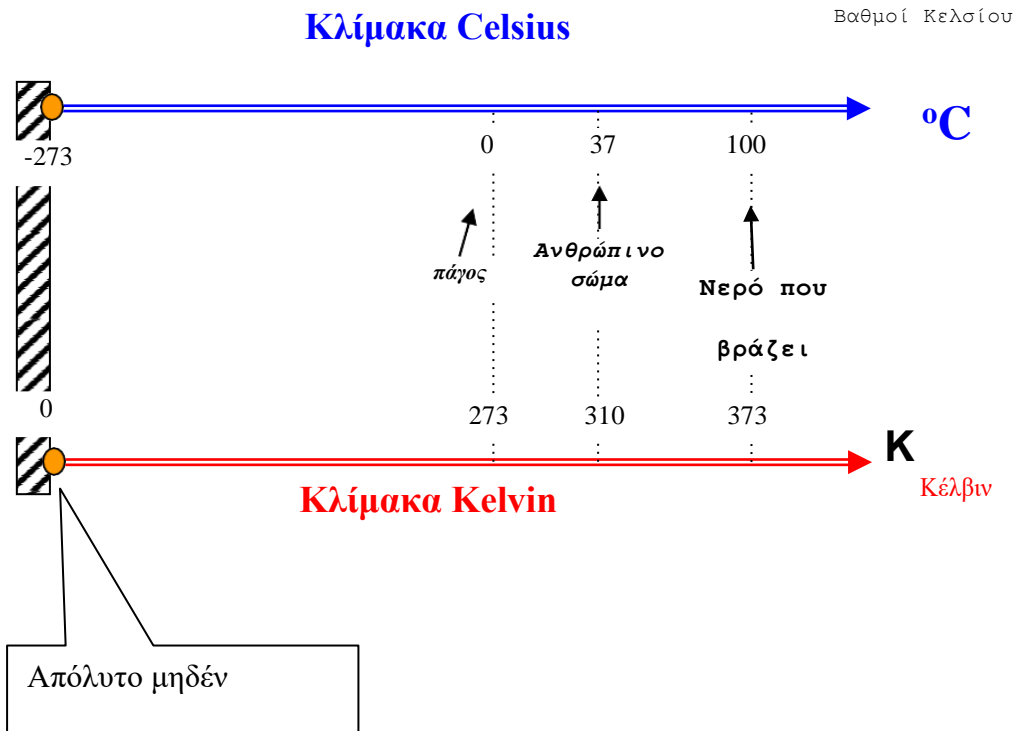 Κλίμακα Celsius
Βαθμοί Κελσίου
ºC
-273 0 37 100
πάγος
Ανθρώπινο
σώμα
Νερό που
βράζει
0 273 310 373
K
Κλίμακα Kelvin
Κέλβιν
Απόλυτο μηδέν